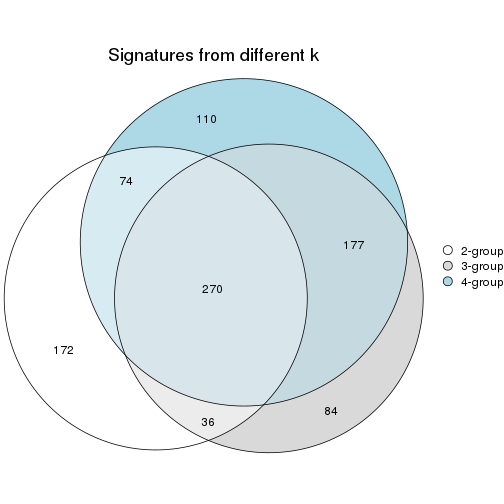 Signatures from different k
110
74
177
2-group
3-group
4-group
270
172
84
36